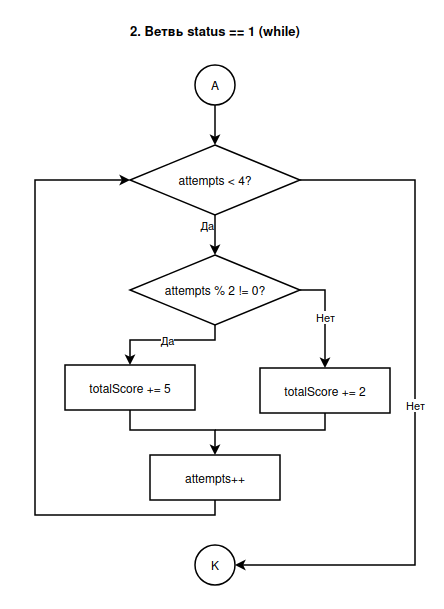 2. Ветвь status == 1 (while)
A
attempts < 4?
Да
attempts % 2 != 0?
Нет
Да
totalScore += 5
totalScore += 2
Нет
attempts++
K